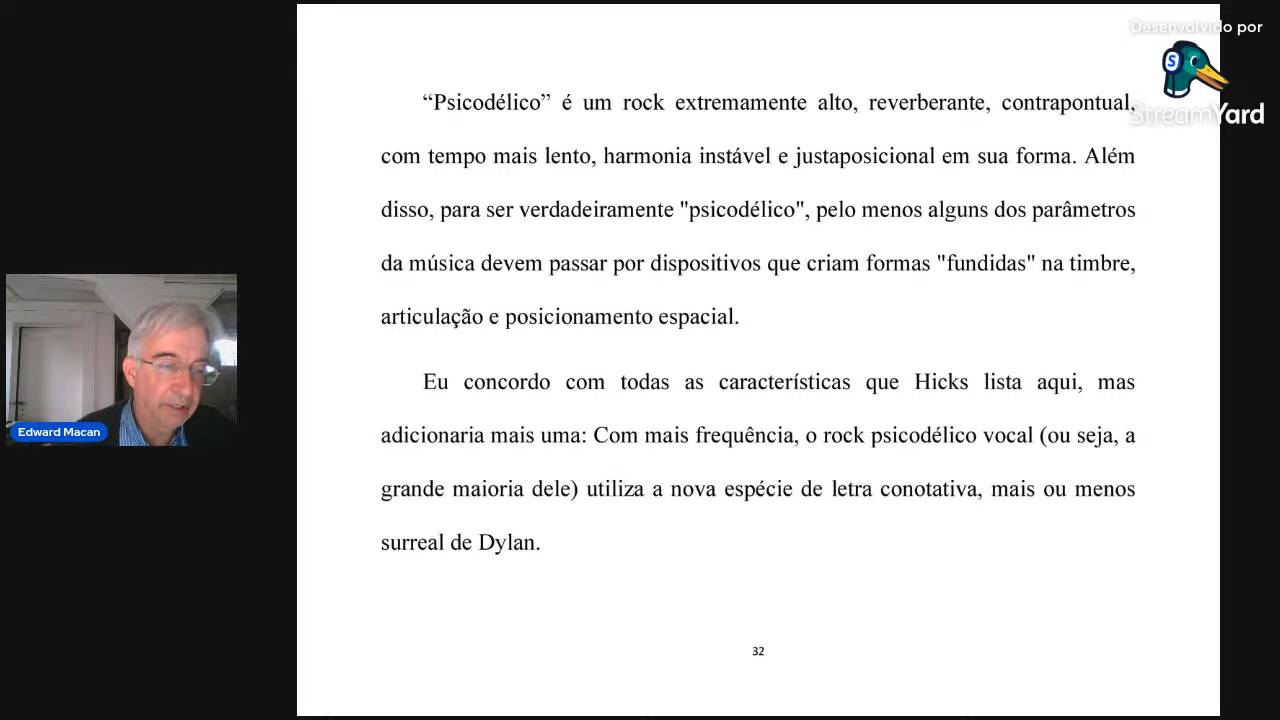 Desenvolvido por
StreamYard
“Psicodélico” é um rock extremamente alto, reverberante, contrapontual,
com tempo mais lento, harmonia instável e justaposicional em sua forma. Além
disso, para ser verdadeiramente "psicodélico", pelo menos alguns dos parâmetros
da música devem passar por dispositivos que criam formas "fundidas" na timbre,
articulação e posicionamento espacial.
Eu concordo com todas as características que Hicks lista aqui, mas
adicionaria mais uma: Com mais frequência, o rock psicodélico vocal (ou seja, a
grande maioria dele) utiliza a nova espécie de letra conotativa, mais ou menos
surreal de Dylan.
Edward Macan
32